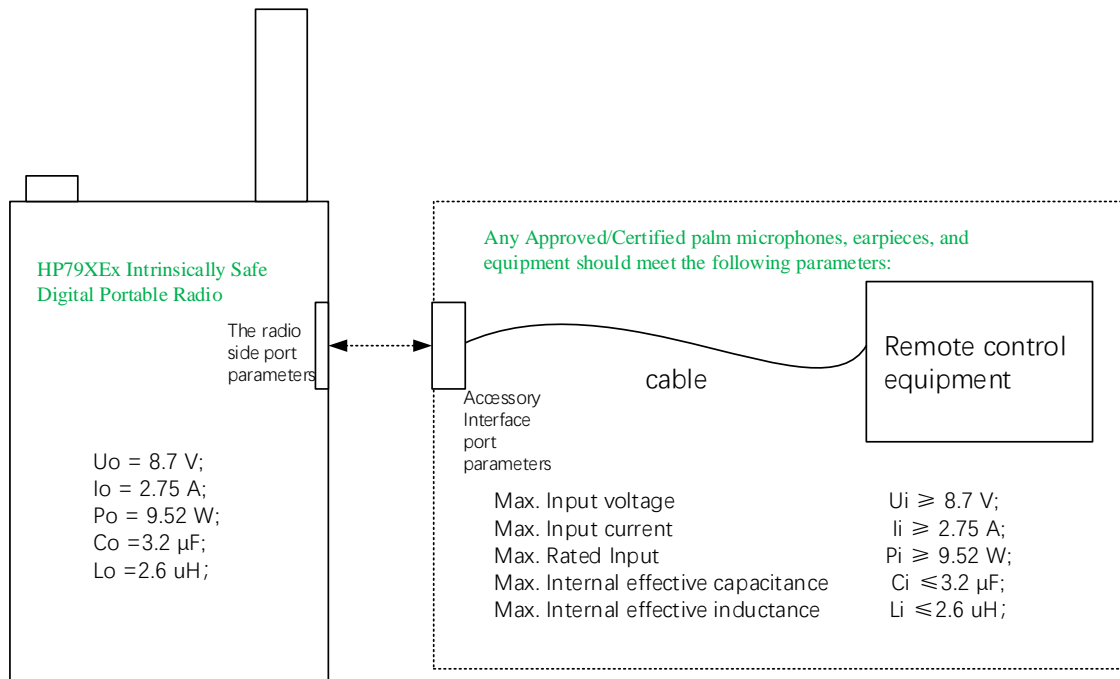 HP79XEx Intrinsically Safe
Digital Portable Radio
The radio
side port
parameters
Uo = 8.7 V;
Io = 2.75 A;
Po = 9.52 W;
Co =3.2 µF;
Lo =2.6 uH;
Any Approved/Certified palm microphones, earpieces, and
equipment should meet the following parameters:
Accessory
Interface
port
parameters
cable
Remote control
equipment
Max. Input voltage Ui ≥ 8.7 V;
Max. Input current Ii ≥ 2.75 A;
Max. Rated Input Pi ≥ 9.52 W;
Max. Internal effective capacitance Ci ≤3.2 µF;
Max. Internal effective inductance Li ≤2.6 uH;